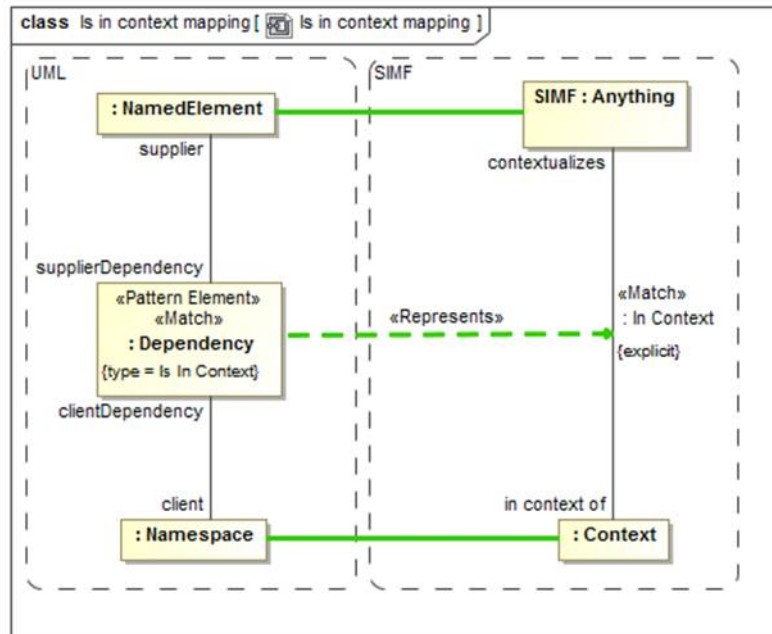 class Is in context mapping [ Is in context mapping ]
UML
SIMF
: NamedElement
SIMF : Anything
supplier
contextualizes
supplierDependency
«Pattern Element»
«Match»
: Dependency
{type = Is In Context}
«Represents»
«Match»
: In Context
{explicit}
clientDependency
client
in context of
: Namespace
: Context